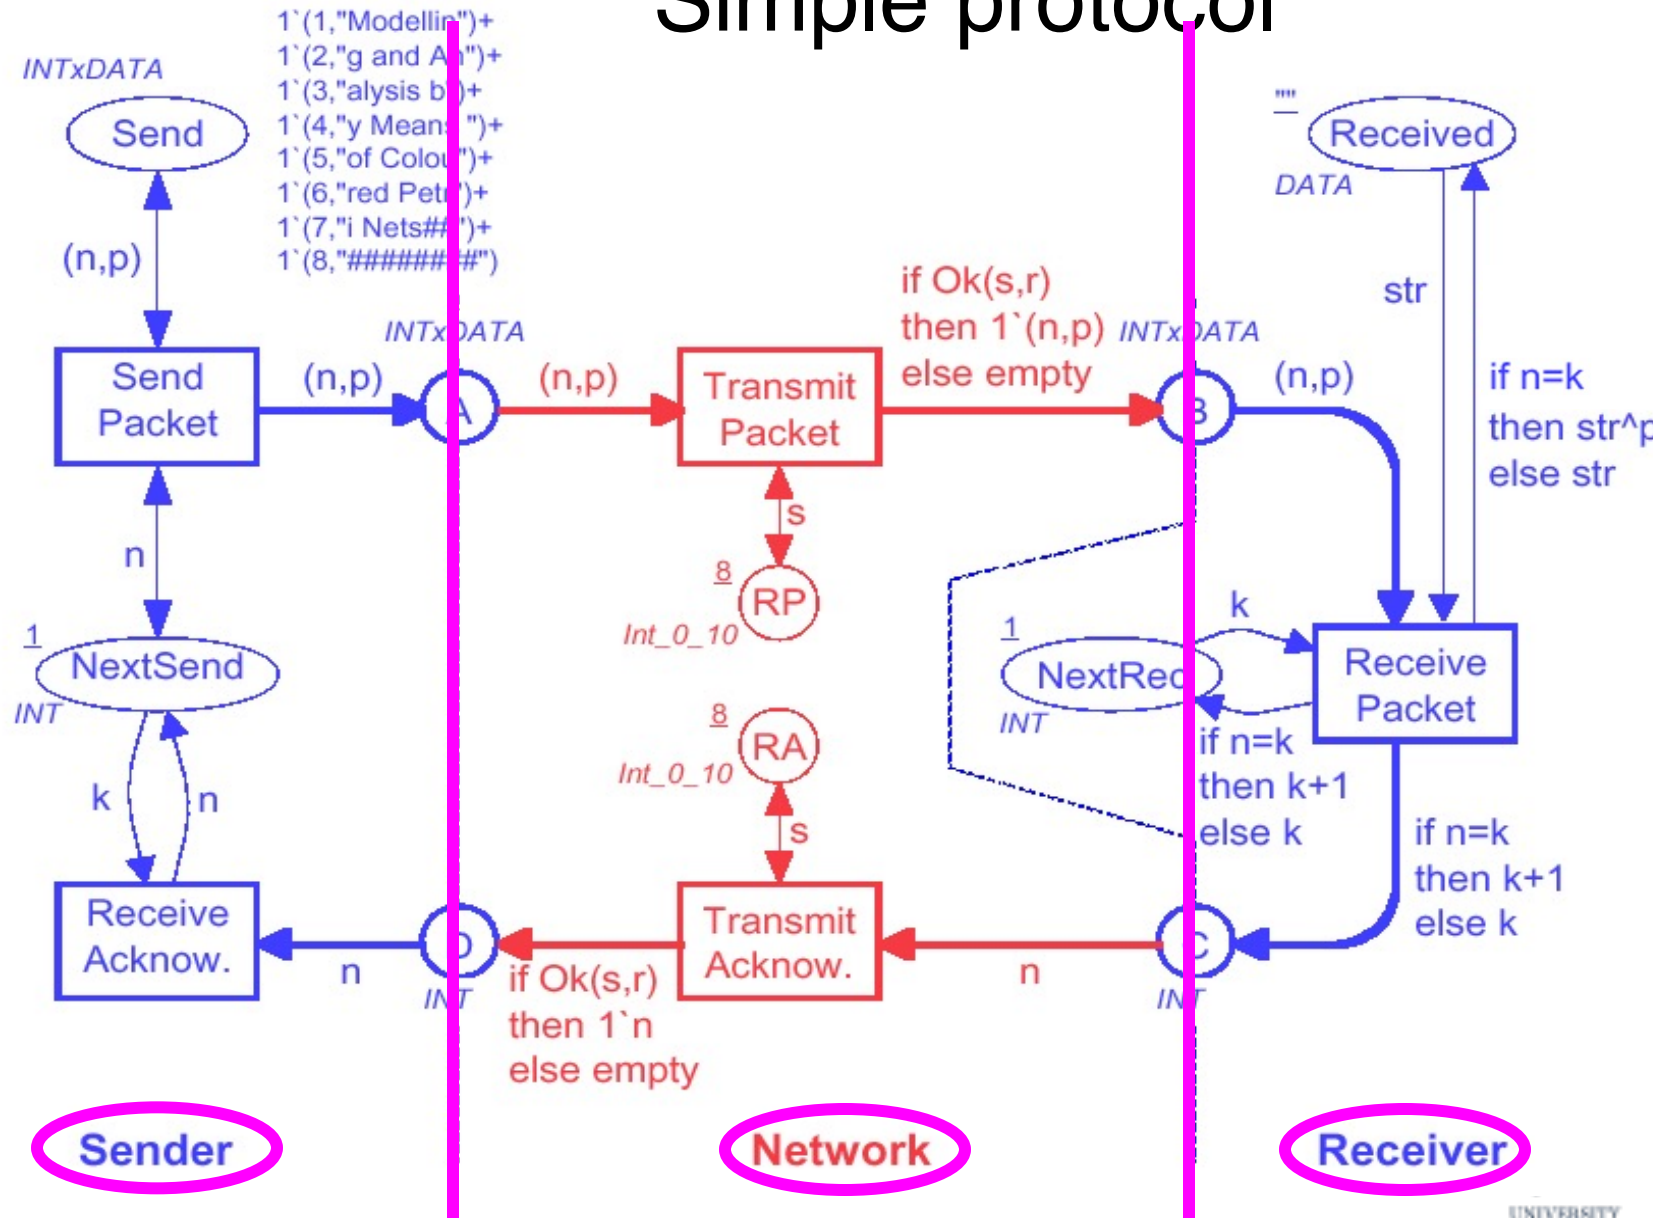 Simple protocol
1`(1,"Modellin")+
1`(2,"g and An")+
1`(3,"alysis b")+
1`(4,"y Means ")+
1`(5,"of Colou")+
1`(6,"red Petr")+
1`(7,"i Nets##")+
1`(8,"########")
INTxDATA
Send
(n,p)
Send
Packet
(n,p)
INTxDATA
A
(n,p)
Transmit
Packet
if Ok(s,r)
then 1`(n,p)
else empty
INTxDATA
B
(n,p)
""
Received
DATA
str
if n=k
then str^p
else str
n
1
NextSend
INT
s
8
RP
Int_0_10
8
RA
Int_0_10
s
1
NextRec
INT
k
Receive
Packet
if n=k
then k+1
else k
if n=k
then k+1
else k
k
n
Receive
Acknow.
n
D
INT
if Ok(s,r)
then 1`n
else empty
Transmit
Acknow.
n
C
INT
Sender
Network
Receiver
UNIVERSITY